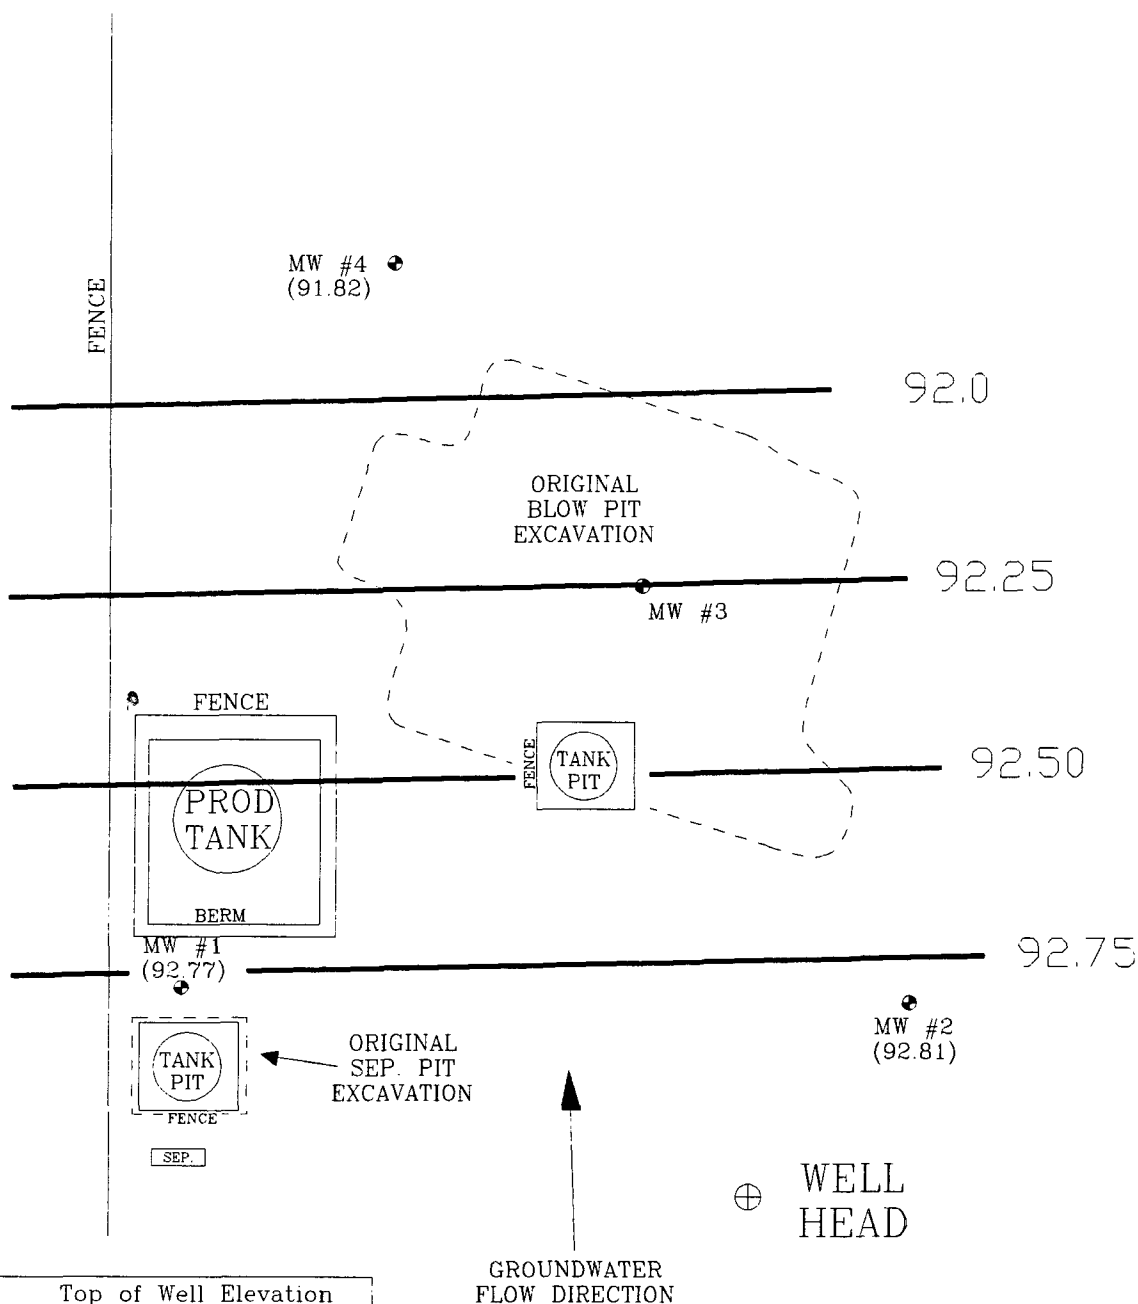 MW #4
(91.82)
FENCE
92.0
ORIGINAL
BLOW PIT
EXCAVATION
92.25
MW #3
FENCE
FENCE
TANK
PIT
92.50
PROD
TANK
BERM
MW #1
(92.77)
92.75
MW #2
(92.81)
ORIGINAL
SEP. PIT
EXCAVATION
TANK
PIT
FENCE
SEP.
WELL
HEAD
GROUNDWATER
FLOW DIRECTION
Top of Well Elevation